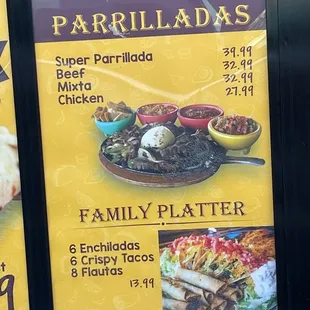 PARRILLADAS
Super Parrillada 39.99
Beef 32.99
Mixta 32.99
Chicken 27.99
FAMILY PLATTER
6 Enchiladas
6 Crispy Tacos
8 Flautas
13.99